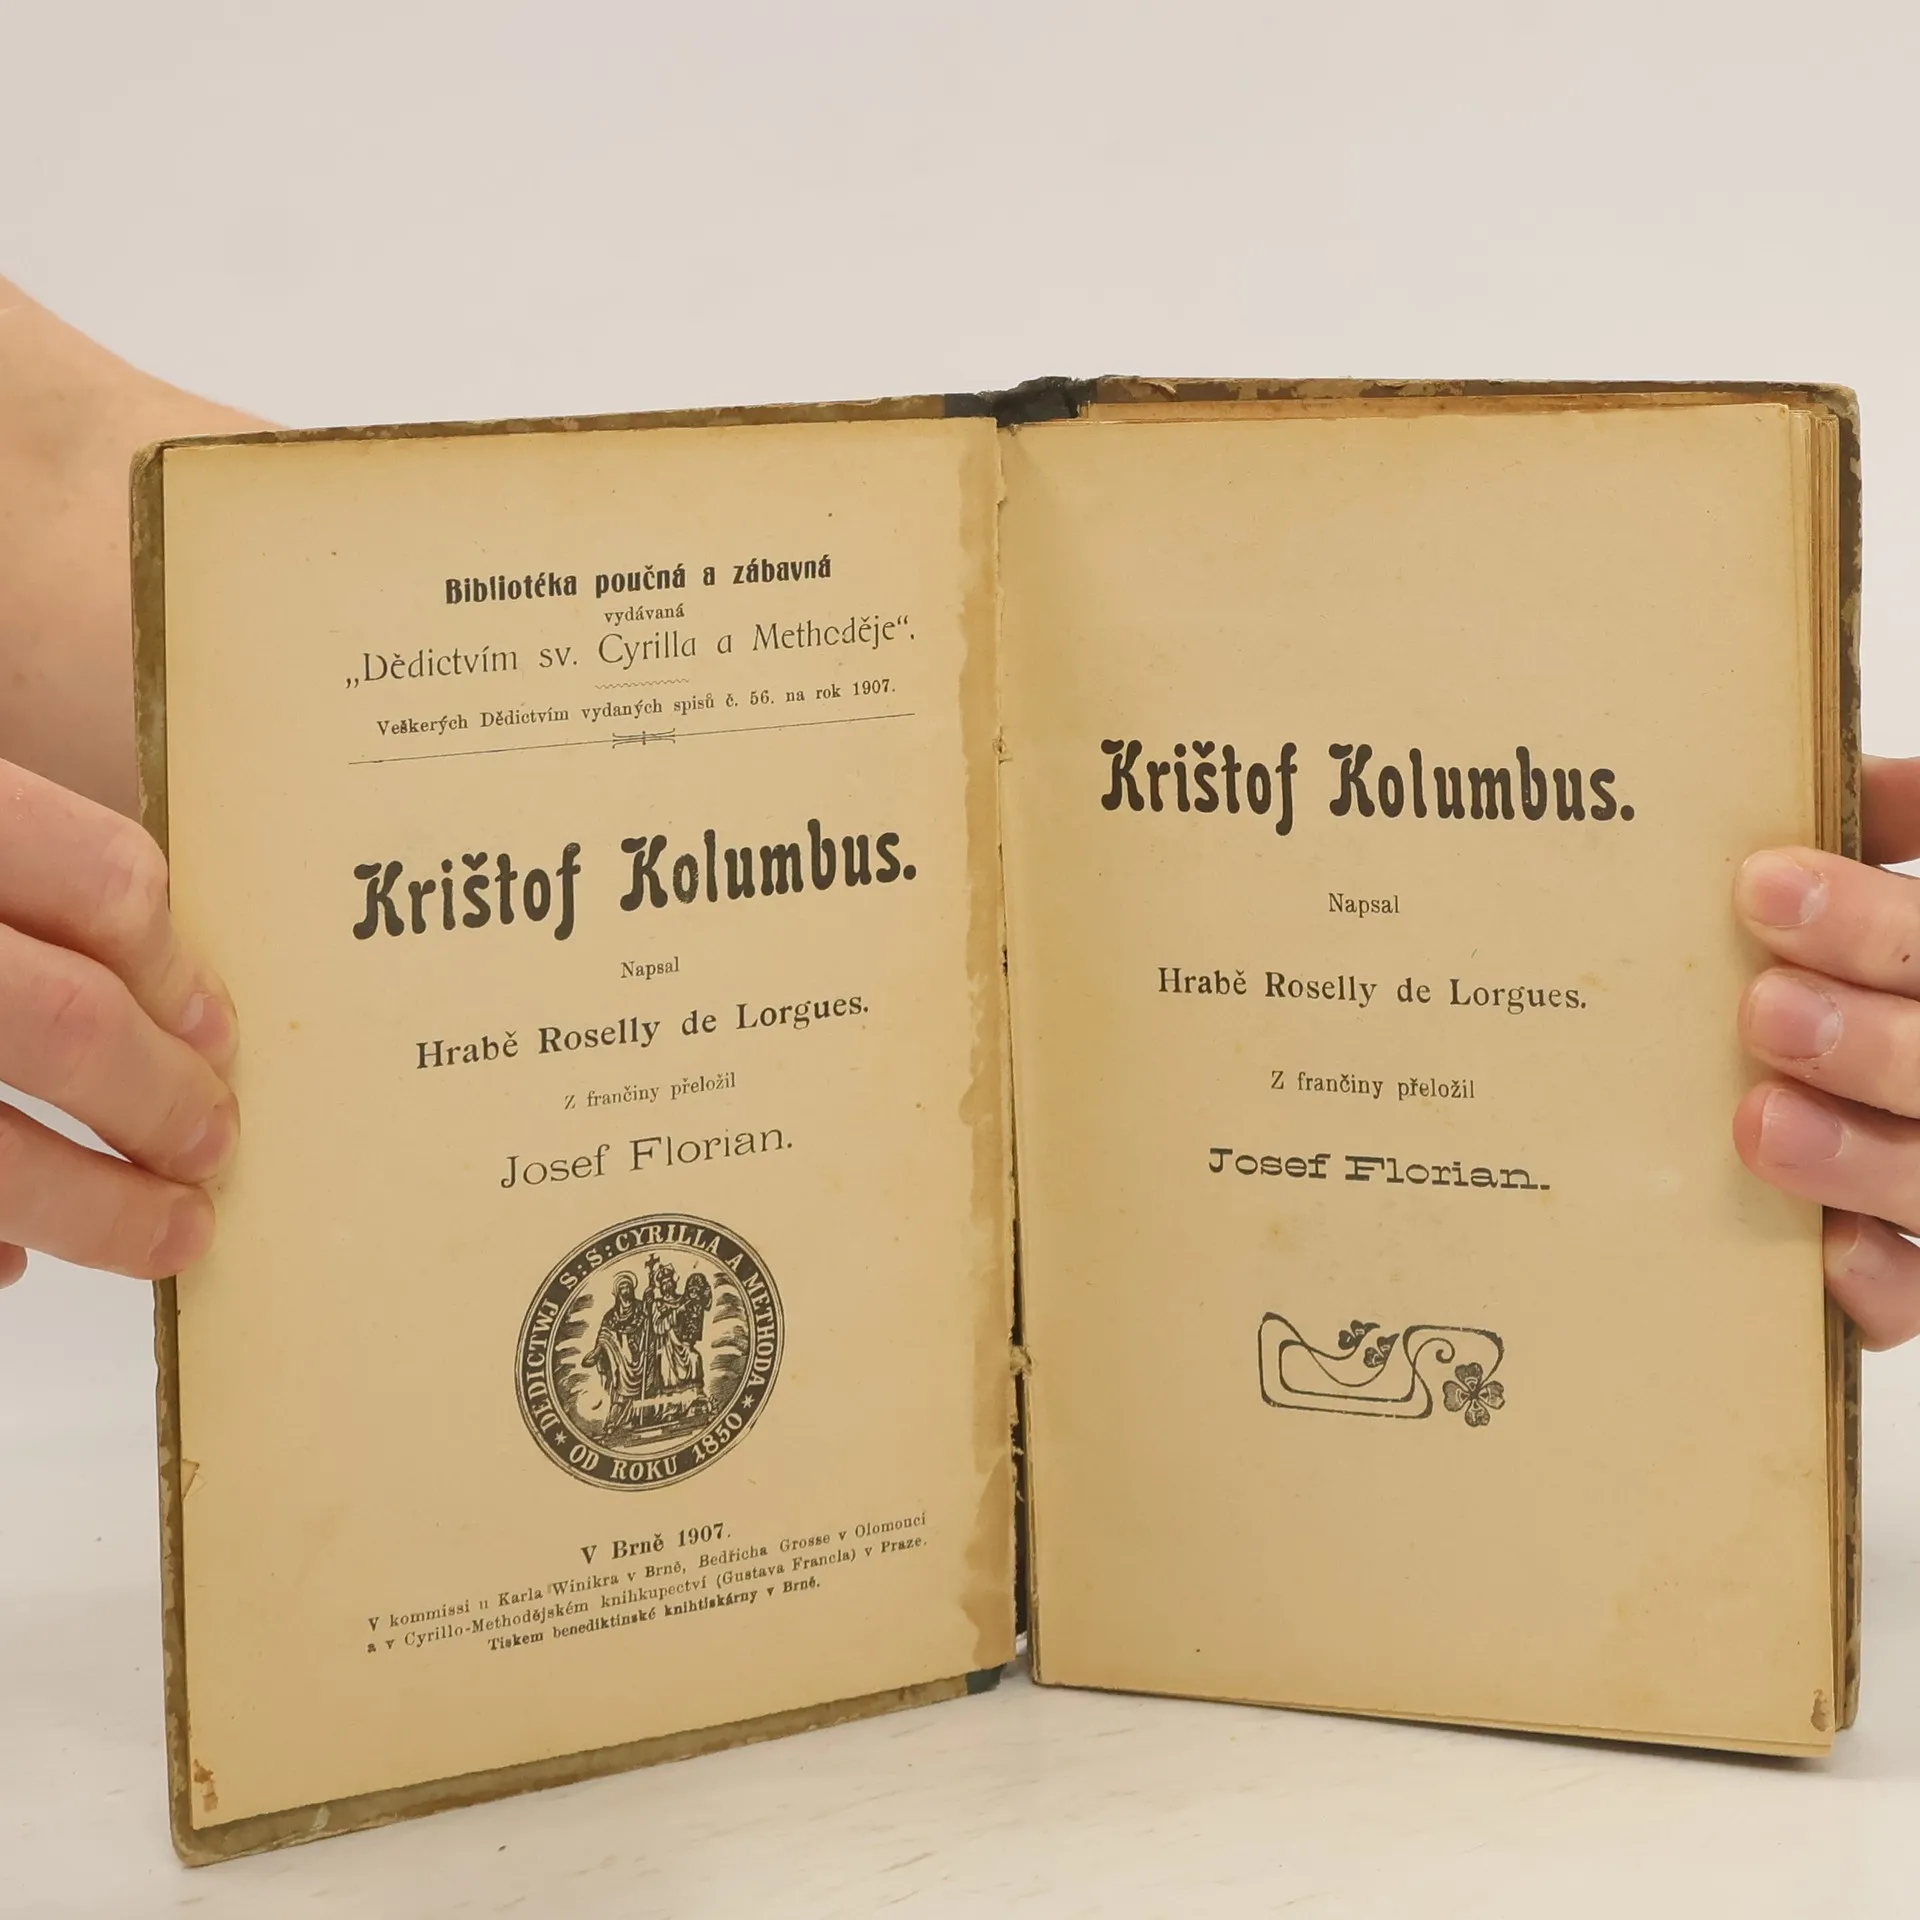 Bibliotéka poučná a zábavná
vydávaná
„Dědictvím sv. Cyrilla a Methoděje“.
Veškerých Dědictvím vydaných spisů č. 56. na rok 1907.
Krištof Kolumbus.
Napsal
Hrabě Roselly de Lorgues.
Z frančiny přeložil
Josef Florian.
DĚDICTWJ S: S: CYRILLA A METHODA
* OD ROKU 1850 *
V Brně 1907.
V kommissi u Karla Winikra v Brně, Bedřicha Grosse v Olomouci
a v Cyrillo-Methodějském knihkupectví (Gustava Francla) v Praze.
Tiskem benediktinské knihtiskárny v Brně.
Krištof Kolumbus.
Napsal
Hrabě Roselly de Lorgues.
Z frančiny přeložil
Josef Florian.